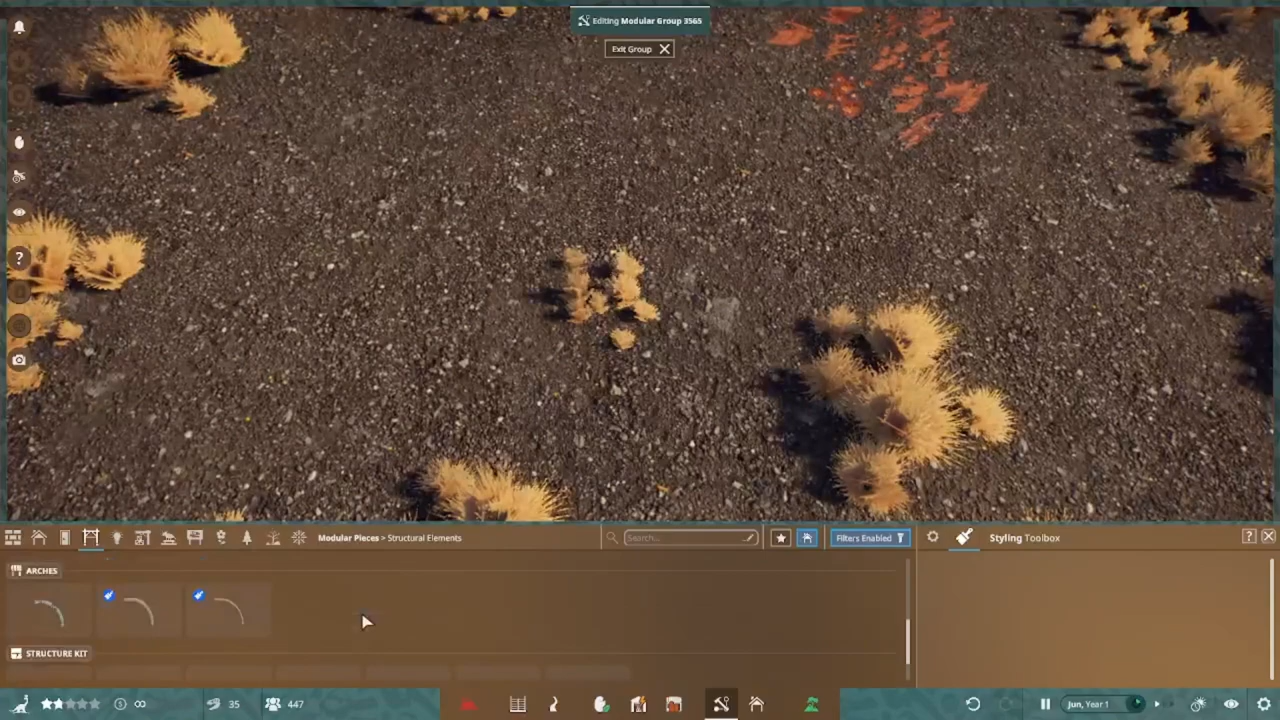 Editing Modular Group 3565
Exit Group
?
Modular Pieces > Structural Elements
Search...
Filters Enabled
Styling Toolbox
?
ARCHES
STRUCTURE KIT
35
447
Jun, Year 1